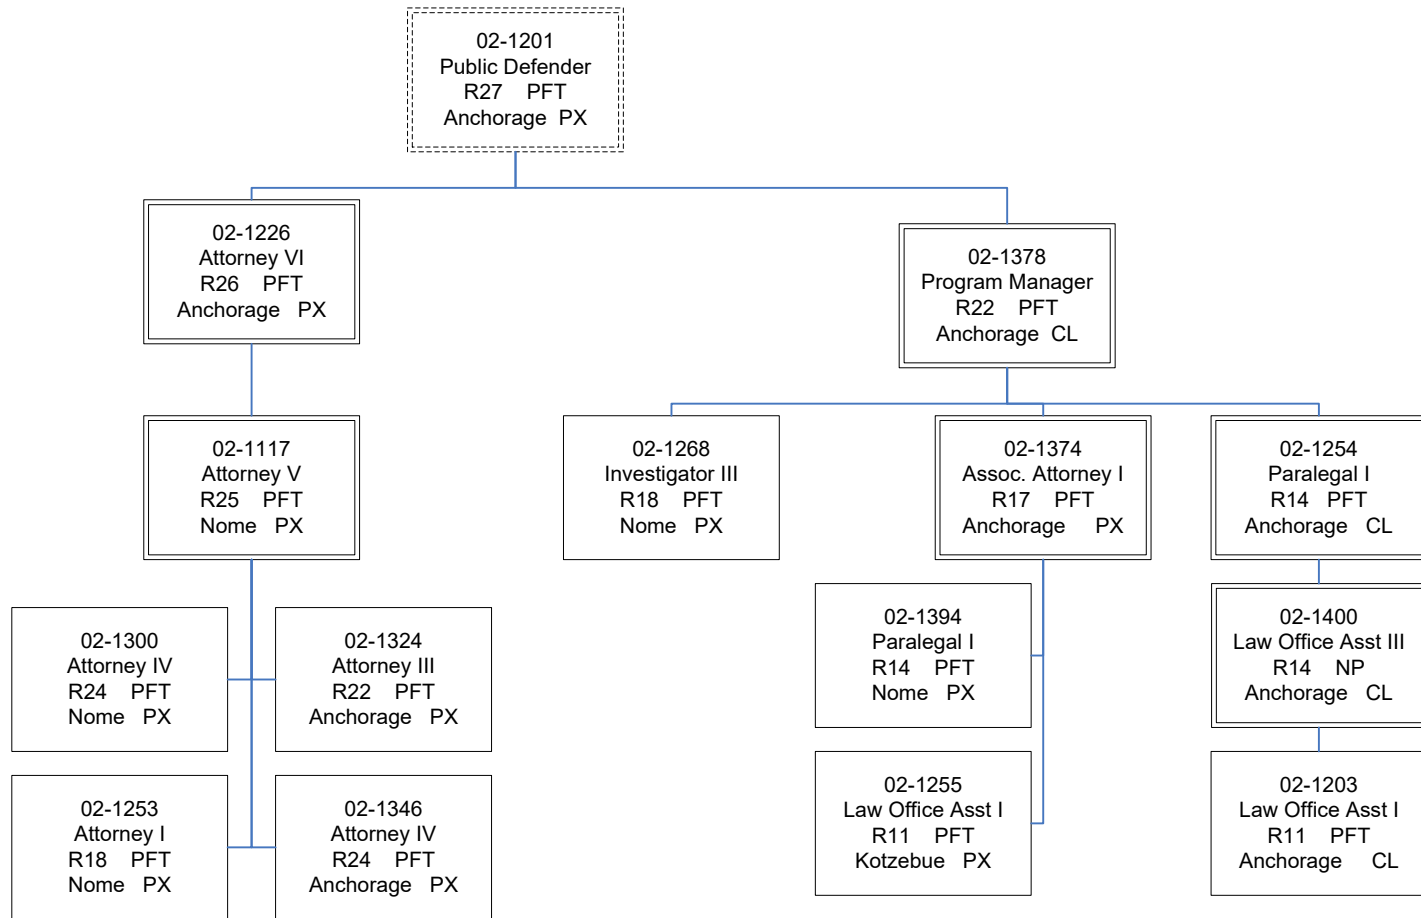 02-1201
Public Defender
R27 PFT
Anchorage PX
02-1226
Attorney VI
R26 PFT
Anchorage PX
02-1378
Program Manager
R22 PFT
Anchorage CL
02-1117
Attorney V
R25 PFT
Nome PX
02-1268
Investigator III
R18 PFT
Nome PX
02-1374
Assoc. Attorney I
R17 PFT
Anchorage PX
02-1254
Paralegal I
R14 PFT
Anchorage CL
02-1300
Attorney IV
R24 PFT
Nome PX
02-1324
Attorney III
R22 PFT
Anchorage PX
02-1394
Paralegal I
R14 PFT
Nome PX
02-1400
Law Office Asst III
R14 NP
Anchorage CL
02-1253
Attorney I
R18 PFT
Nome PX
02-1346
Attorney IV
R24 PFT
Anchorage PX
02-1255
Law Office Asst I
R11 PFT
Kotzebue PX
02-1203
Law Office Asst I
R11 PFT
Anchorage CL